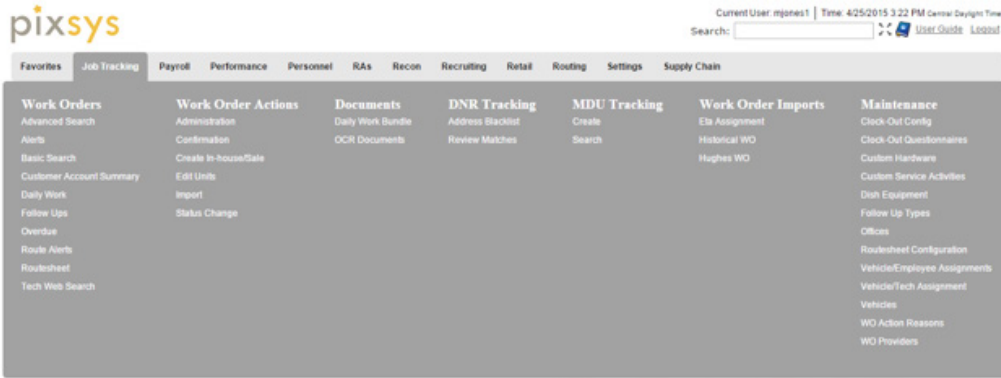 pixsys
Current User: mjones1 | Time: 4/25/2015 3:22 PM Central Daylight Time
Search:
User Guide Logout
Favorites Job Tracking Payroll Performance Personnel RAs Recon Recruiting Retail Routing Settings Supply Chain
Work Orders
Advanced Search
Alerts
Basic Search
Customer Account Summary
Daily Work
Follow Ups
Overdue
Route Alerts
Routesheet
Tech Web Search
Work Order Actions
Administration
Confirmation
Create In-house/Sale
Edit Units
Import
Status Change
Documents
Daily Work Bundle
OCR Documents
DNR Tracking
Address Blacklist
Review Matches
MDU Tracking
Create
Search
Work Order Imports
Eta Assignment
Historical WO
Hughes WO
Maintenance
Clock-Out Config
Clock-Out Questionnaires
Custom Hardware
Custom Service Activities
Dish Equipment
Follow Up Types
Offices
Routesheet Configuration
Vehicle/Employee Assignments
Vehicle/Tech Assignment
Vehicles
WO Action Reasons
WO Providers